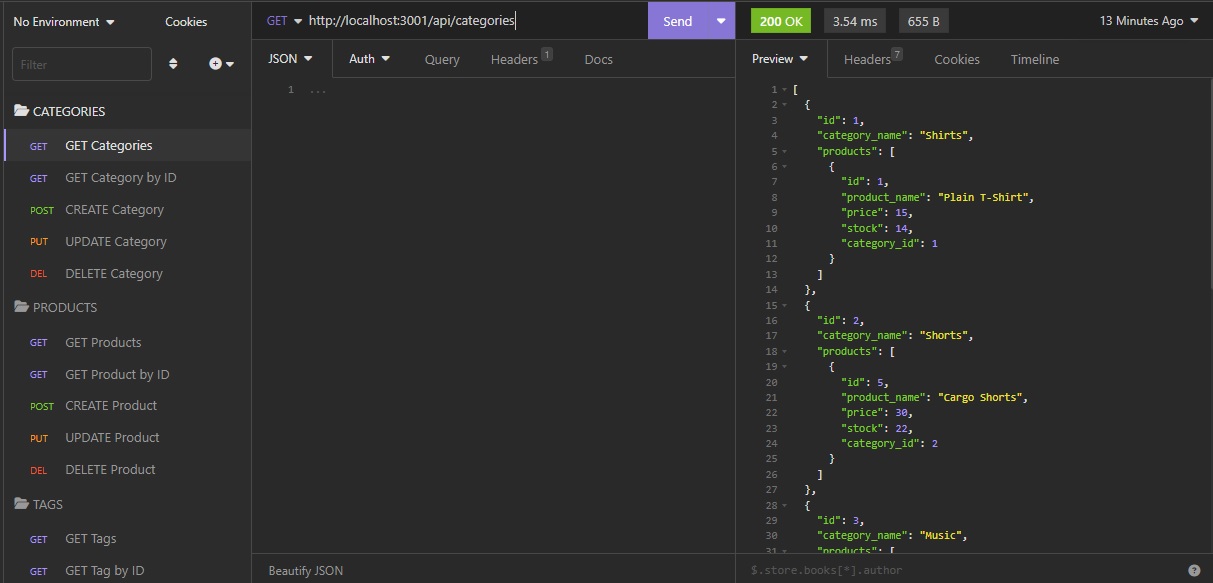 No Environment
Cookies
Filter
CATEGORIES
GET GET Categories
GET GET Category by ID
POST CREATE Category
PUT UPDATE Category
DEL DELETE Category
PRODUCTS
GET GET Products
GET GET Product by ID
POST CREATE Product
PUT UPDATE Product
DEL DELETE Product
TAGS
GET GET Tags
GET GET Tag by ID
GET http://localhost:3001/api/categories Send
JSON Auth Query Headers 1 Docs
1 ...
Beautify JSON
200 OK 3.54 ms 655 B 13 Minutes Ago
Preview Headers 7 Cookies Timeline
1 [
2 {
3 "id": 1,
4 "category_name": "Shirts",
5 "products": [
6 {
7 "id": 1,
8 "product_name": "Plain T-Shirt",
9 "price": 15,
10 "stock": 14,
11 "category_id": 1
12 }
13 ]
14 },
15 {
16 "id": 2,
17 "category_name": "Shorts",
18 "products": [
19 {
20 "id": 5,
21 "product_name": "Cargo Shorts",
22 "price": 30,
23 "stock": 22,
24 "category_id": 2
25 }
26 ]
27 },
28 {
29 "id": 3,
30 "category_name": "Music",
31 "products": [
$.store.books[*].author ?